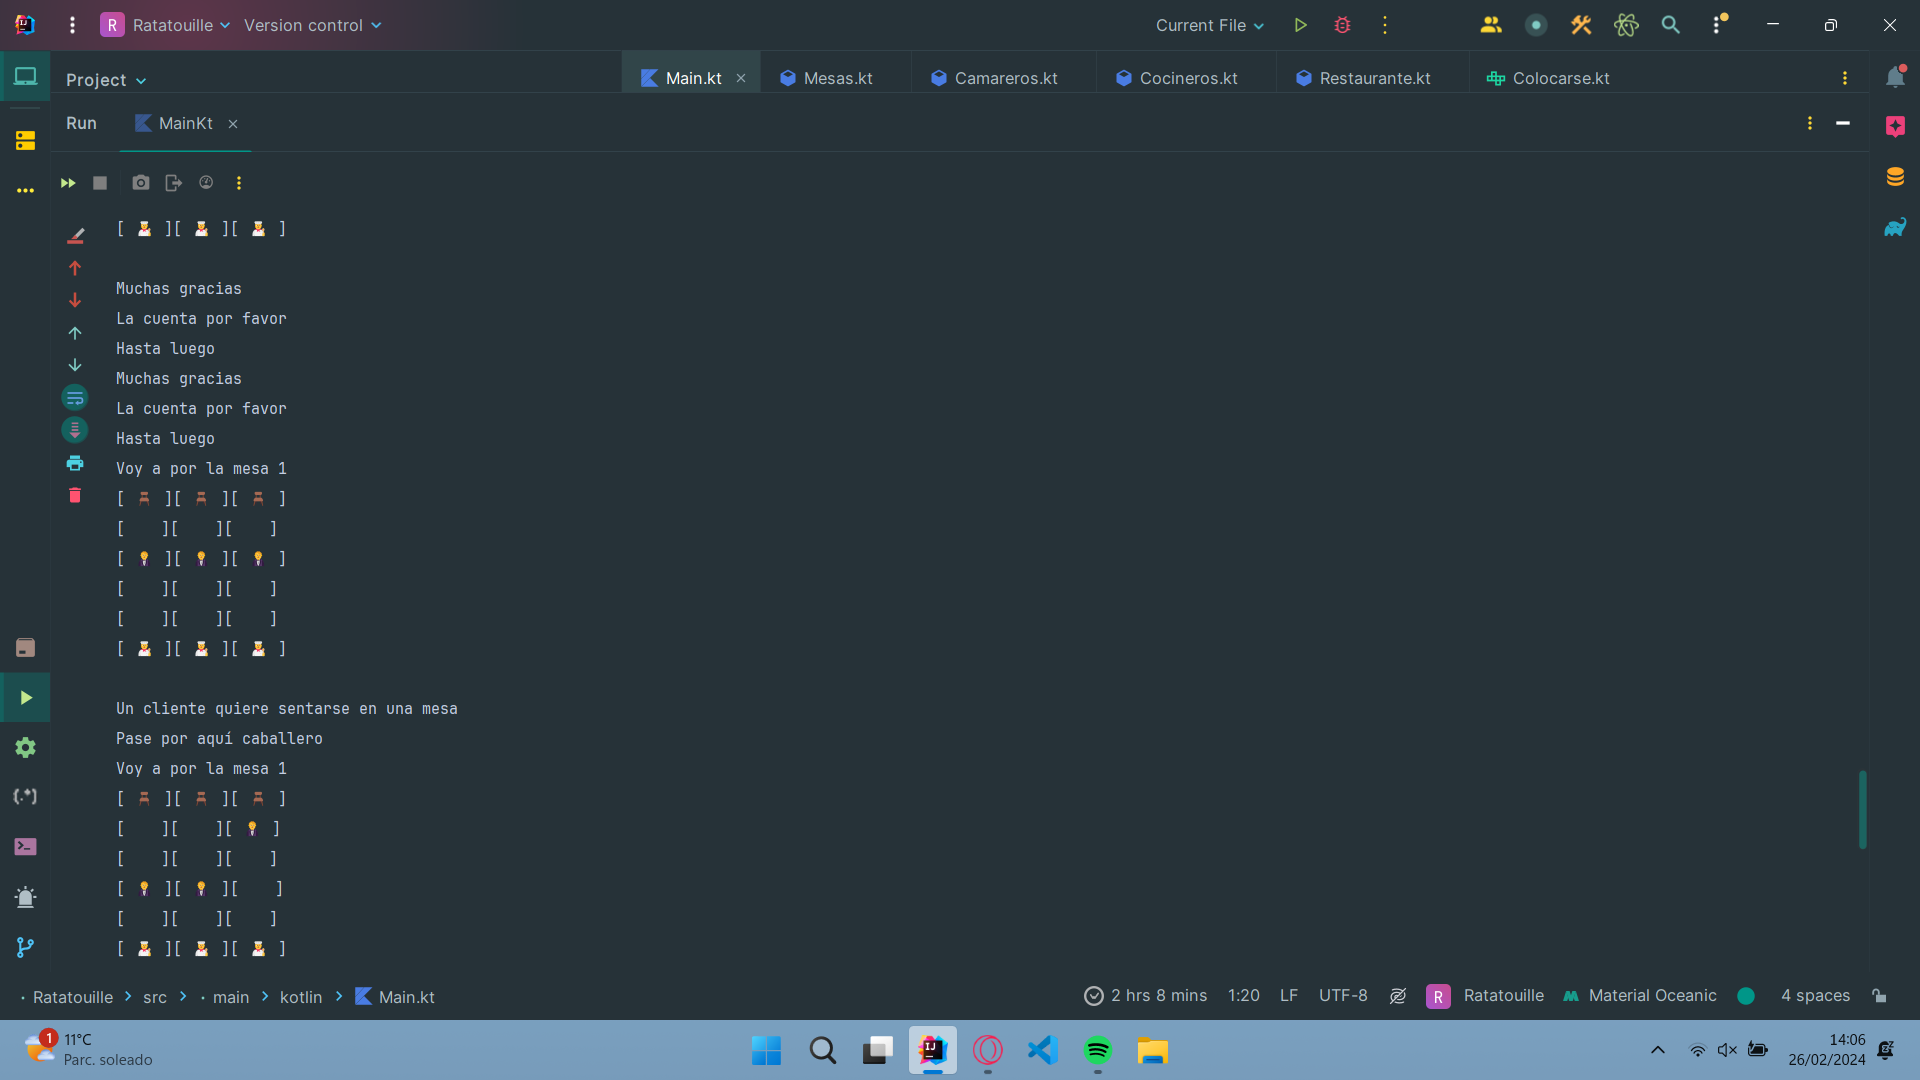 R Ratatouille Version control Current File
Project Main.kt Mesas.kt Camareros.kt Cocineros.kt Restaurante.kt Colocarse.kt
Run MainKt
[ 👨‍🍳 ][ 👨‍🍳 ][ 👨‍🍳 ]
Muchas gracias
La cuenta por favor
Hasta luego
Muchas gracias
La cuenta por favor
Hasta luego
Voy a por la mesa 1
[ 🪑 ][ 🪑 ][ 🪑 ]
[    ][    ][    ]
[ 🤵 ][ 🤵 ][ 🤵 ]
[    ][    ][    ]
[    ][    ][    ]
[ 👨‍🍳 ][ 👨‍🍳 ][ 👨‍🍳 ]
Un cliente quiere sentarse en una mesa
Pase por aquí caballero
Voy a por la mesa 1
[ 🪑 ][ 🪑 ][ 🪑 ]
[    ][    ][ 🤵 ]
[    ][    ][    ]
[ 🤵 ][ 🤵 ][    ]
[    ][    ][    ]
[ 👨‍🍳 ][ 👨‍🍳 ][ 👨‍🍳 ]
Ratatouille > src > main > kotlin > Main.kt 2 hrs 8 mins 1:20 LF UTF-8 R Ratatouille Material Oceanic 4 spaces
1 11°C
Parc. soleado
14:06
26/02/2024